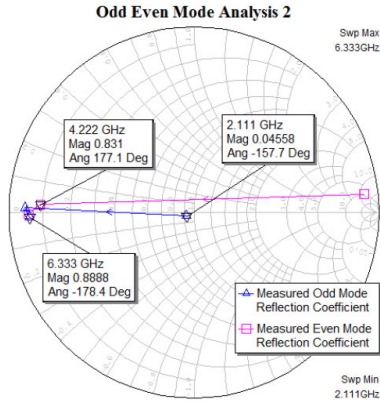 Odd Even Mode Analysis 2
Swp Max
6.333GHz
4.222 GHz
Mag 0.831
Ang 177.1 Deg
2.111 GHz
Mag 0.04558
Ang -157.7 Deg
6.333 GHz
Mag 0.8888
Ang -178.4 Deg
Measured Odd Mode
Reflection Coefficient
Measured Even Mode
Reflection Coefficient
Swp Min
2.111GHz